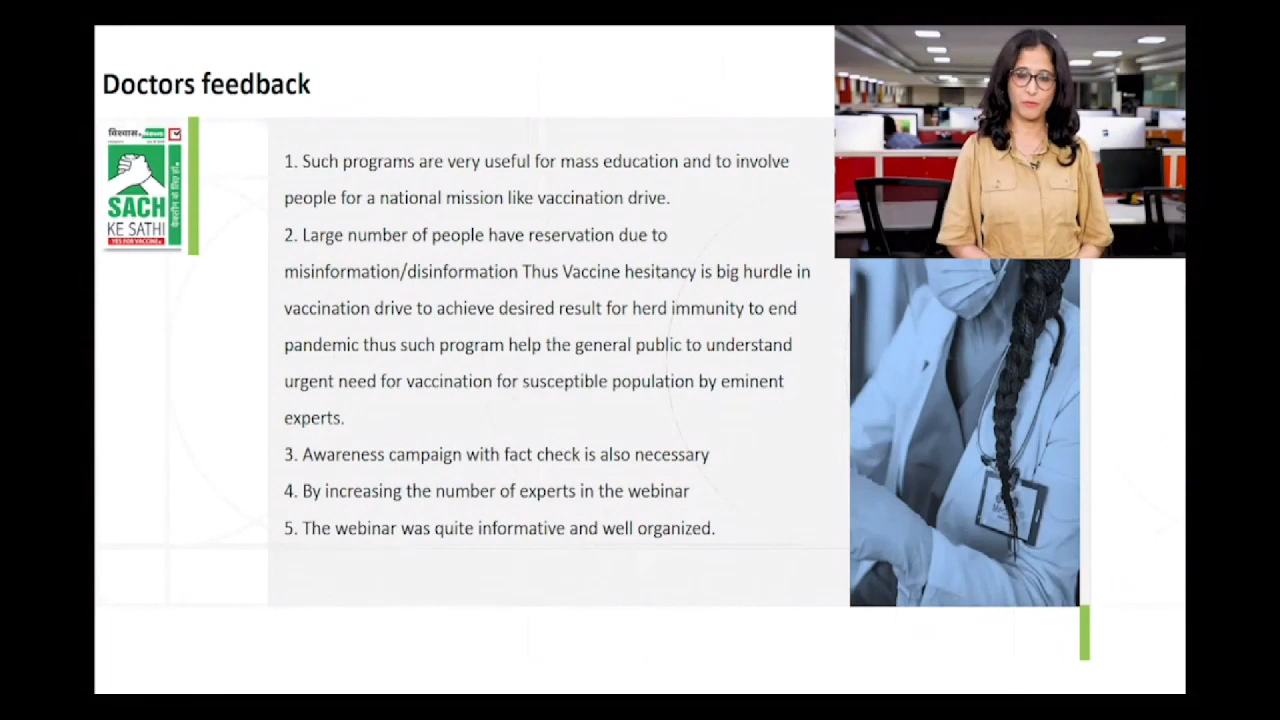 Doctors feedback
विश्वास.News
SACH
KE SATHI
YES FOR VACCINE.
1. Such programs are very useful for mass education and to involve
people for a national mission like vaccination drive.
2. Large number of people have reservation due to
misinformation/disinformation Thus Vaccine hesitancy is big hurdle in
vaccination drive to achieve desired result for herd immunity to end
pandemic thus such program help the general public to understand
urgent need for vaccination for susceptible population by eminent
experts.
3. Awareness campaign with fact check is also necessary
4. By increasing the number of experts in the webinar
5. The webinar was quite informative and well organized.